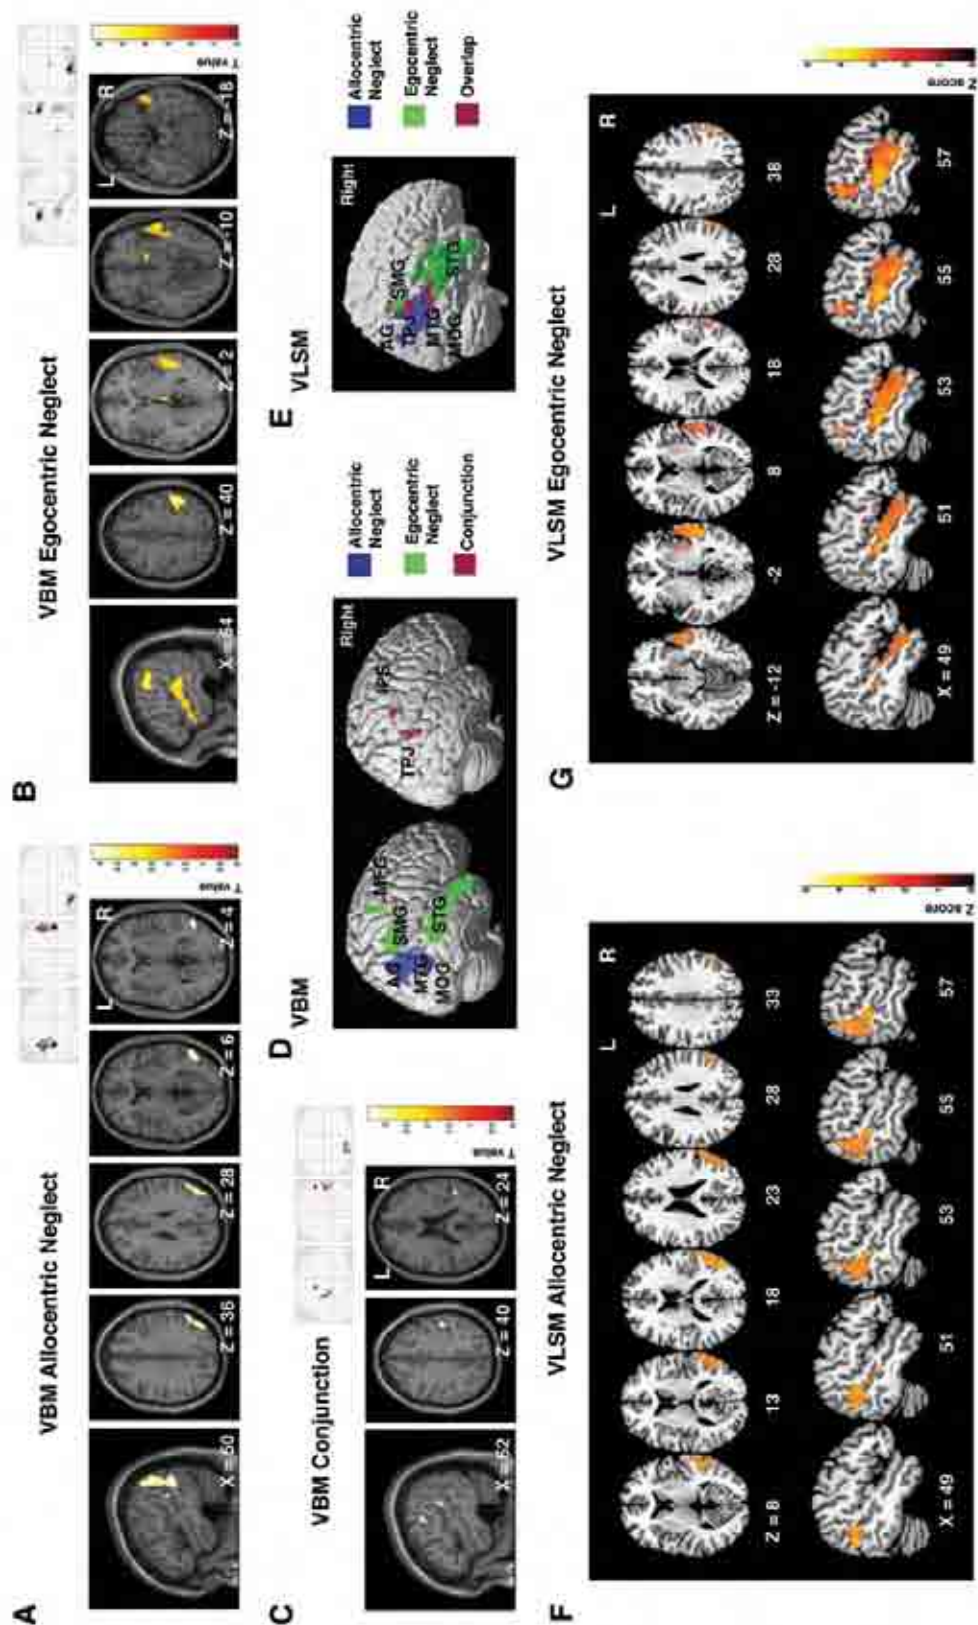 A
VBM Allocentric Neglect
X = 50
Z = 36
Z = 28
Z = 6
Z = -4
L
R
T value
B
VBM Egocentric Neglect
X = 64
Z = 40
Z = 2
Z = -10
Z = -18
L
R
T value
C
VBM Conjunction
X = 52
Z = 40
Z = 24
L
R
T value
D
VBM
AG
SMG
MFG
MTG
MOG
STG
TPJ
IPS
Right
Allocentric
Neglect
Egocentric
Neglect
Conjunction
E
VLSM
Right
AG
SMG
TPJ
MTG
STG
MOG
Allocentric
Neglect
Egocentric
Neglect
Overlap
F
VLSM Allocentric Neglect
L
R
Z = 8
13
18
23
28
33
X = 49
51
53
55
57
Z score
G
VLSM Egocentric Neglect
L
R
Z = -12
-2
8
18
28
38
X = 49
51
53
55
57
Z score